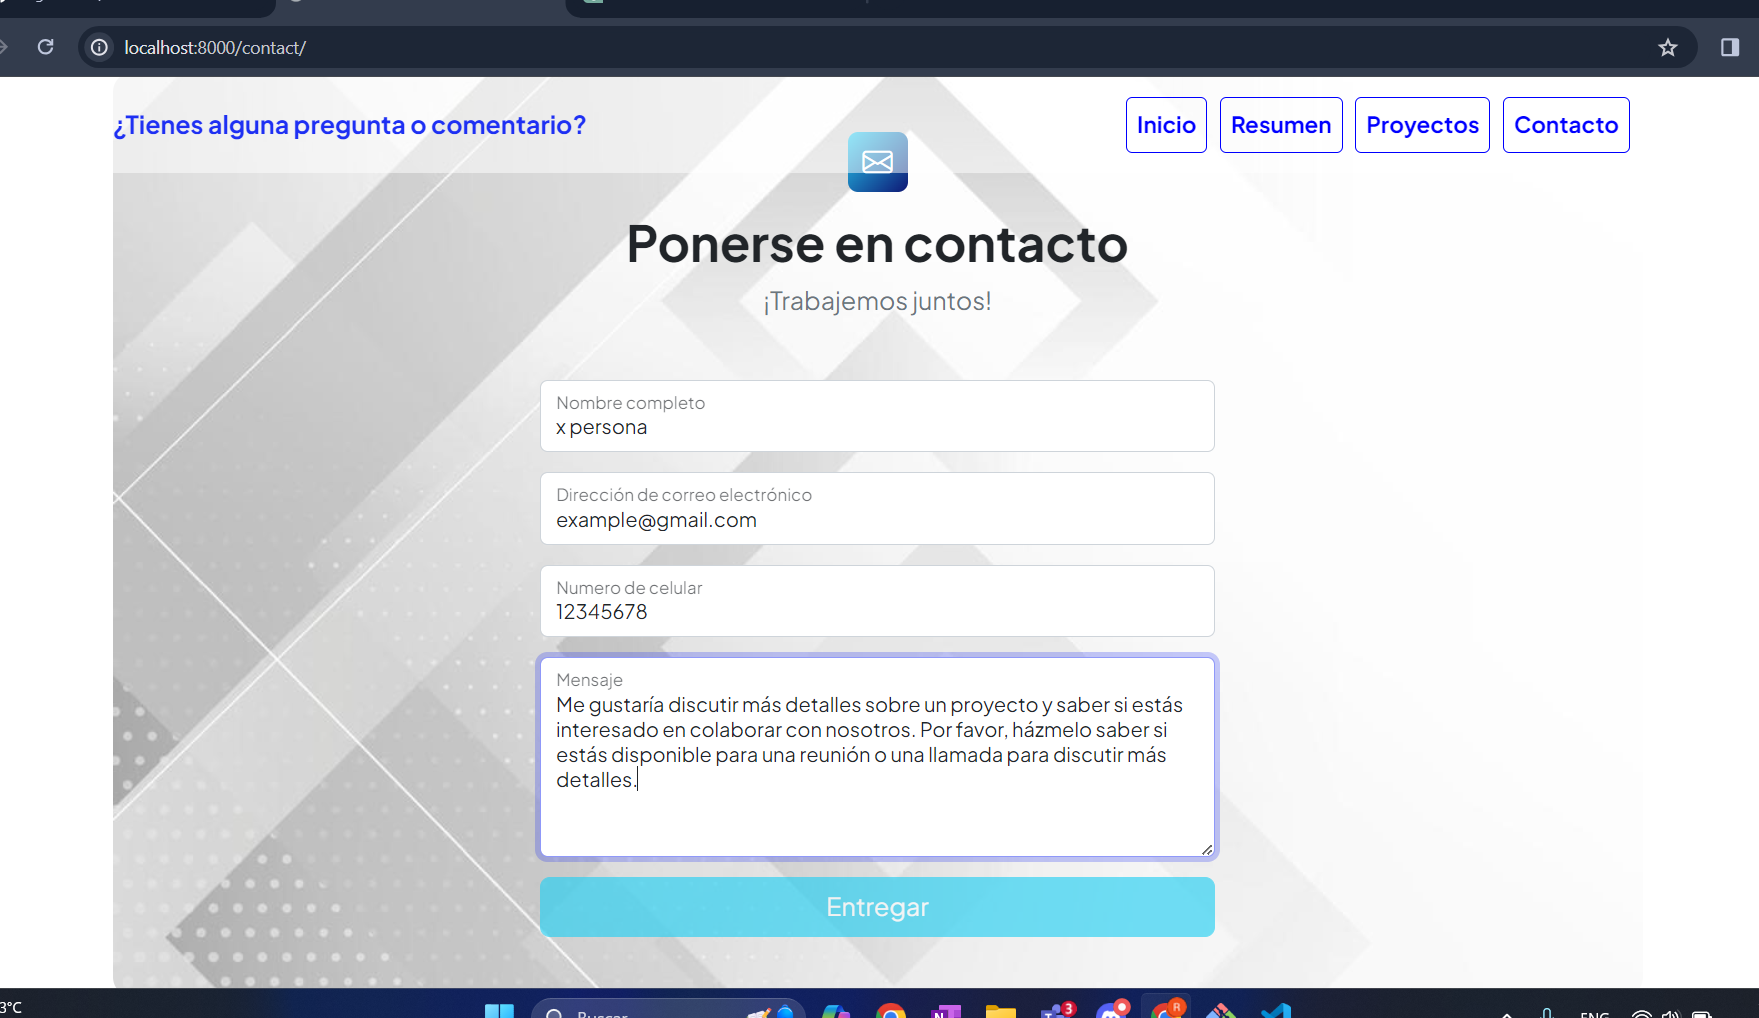 localhost:8000/contact/
¿Tienes alguna pregunta o comentario?
Inicio
Resumen
Proyectos
Contacto
Ponerse en contacto
¡Trabajemos juntos!
Nombre completo
x persona
Dirección de correo electrónico
example@gmail.com
Numero de celular
12345678
Mensaje
Me gustaría discutir más detalles sobre un proyecto y saber si estás
interesado en colaborar con nosotros. Por favor, házmelo saber si
estás disponible para una reunión o una llamada para discutir más
detalles.
Entregar
3°C
Buscar
3
R
ENG